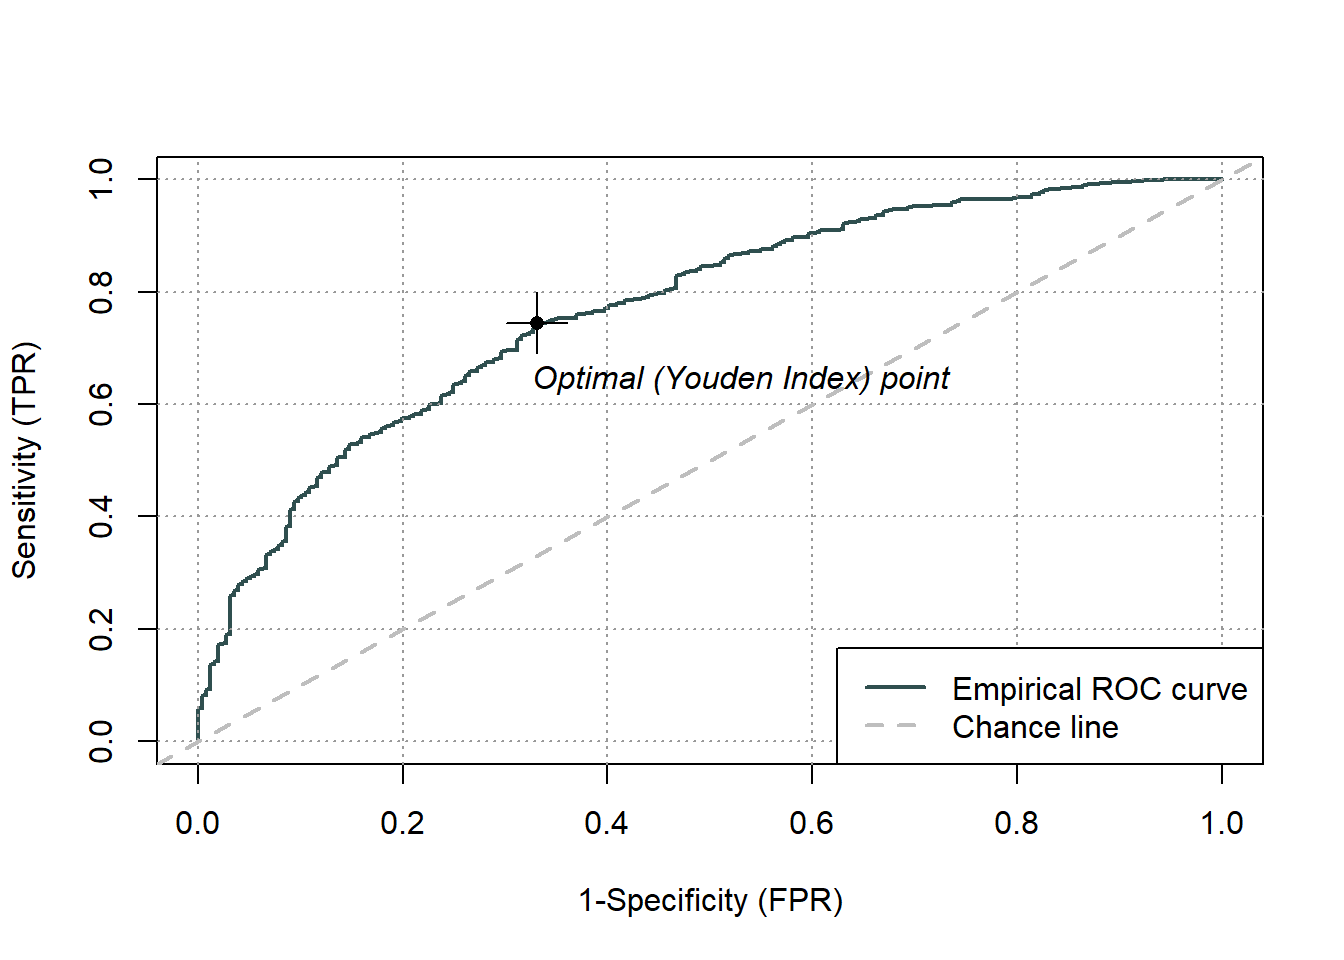 Sensitivity (TPR)
1.0
0.8
0.6
0.4
0.2
0.0
Optimal (Youden Index) point
Empirical ROC curve
Chance line
0.0 0.2 0.4 0.6 0.8 1.0
1-Specificity (FPR)